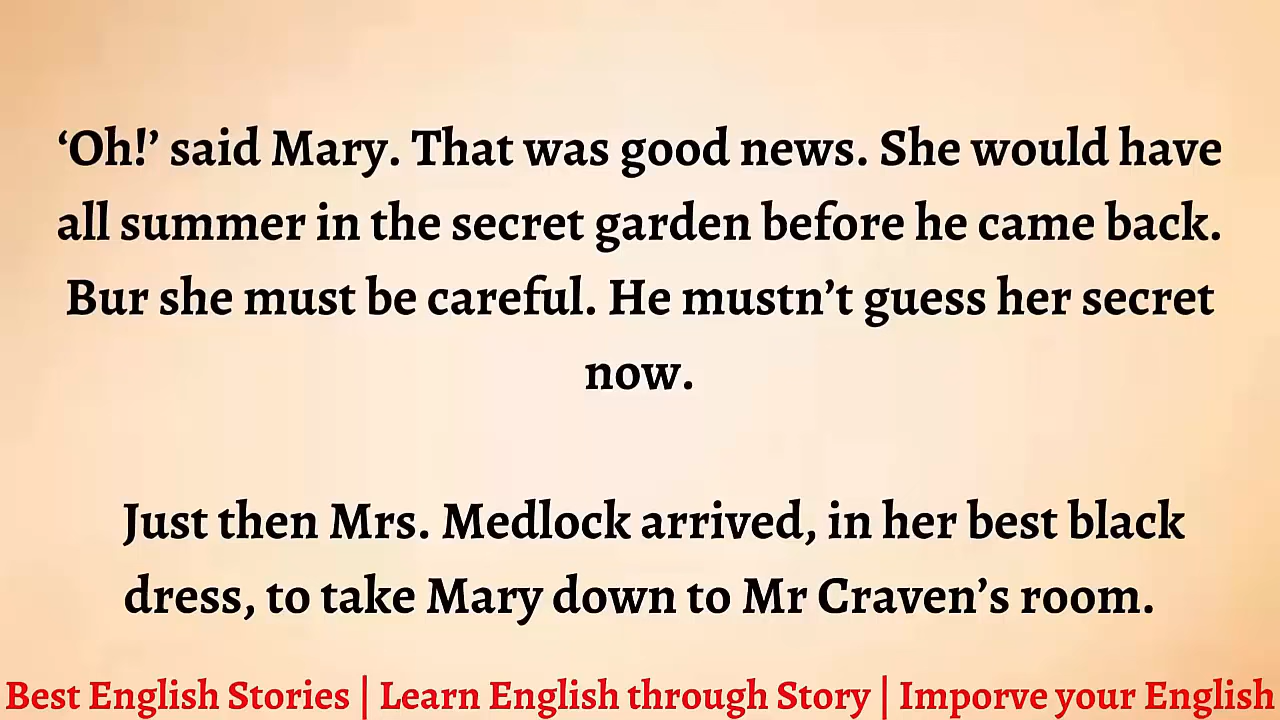 ‘Oh!’ said Mary. That was good news. She would have
all summer in the secret garden before he came back.
Bur she must be careful. He mustn’t guess her secret
now.
Just then Mrs. Medlock arrived, in her best black
dress, to take Mary down to Mr Craven’s room.
Best English Stories | Learn English through Story | Imporve your English